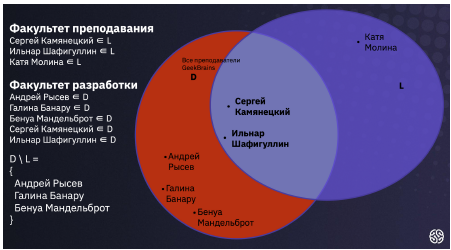 Факультет преподавания
Сергей Камянецкий ∈ L
Ильнар Шафигуллин ∈ L
Катя Молина ∈ L
Факультет разработки
Андрей Рысев ∈ D
Галина Банару ∈ D
Бенуа Мандельброт ∈ D
Сергей Камянецкий ∈ D
Ильнар Шафигуллин ∈ D
D \ L =
{
Андрей Рысев
Галина Банару
Бенуа Мандельброт
}
Все преподаватели
GeekBrains
D
Катя
Молина
L
Сергей
Камянецкий
Ильнар
Шафигуллин
Андрей
Рысев
Галина
Банару
Бенуа
Мандельброт